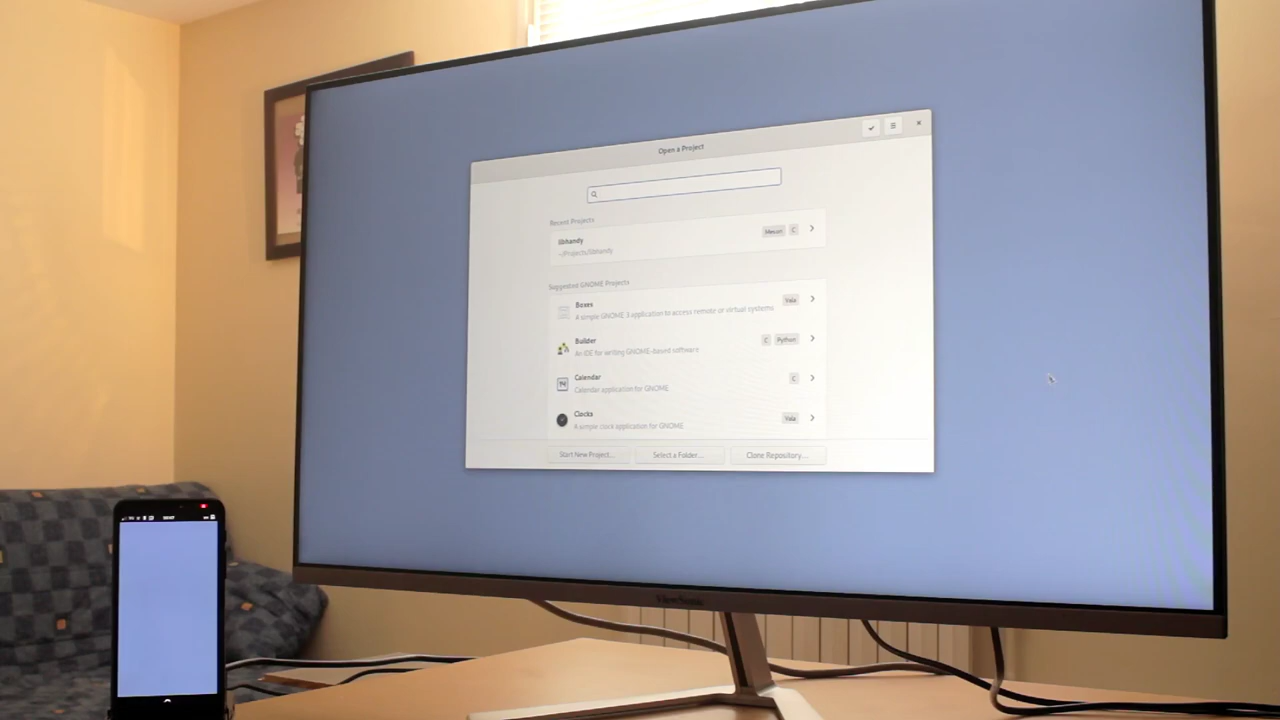 Open a Project
Recent Projects
libhandy
~/Projects/libhandy
Meson C
Suggested GNOME Projects
Boxes
A simple GNOME 3 application to access remote or virtual systems
Vala
Builder
An IDE for writing GNOME-based software
C Python
Calendar
Calendar application for GNOME
C
Clocks
A simple clock application for GNOME
Vala
Start New Project... Select a Folder... Clone Repository...
ViewSonic